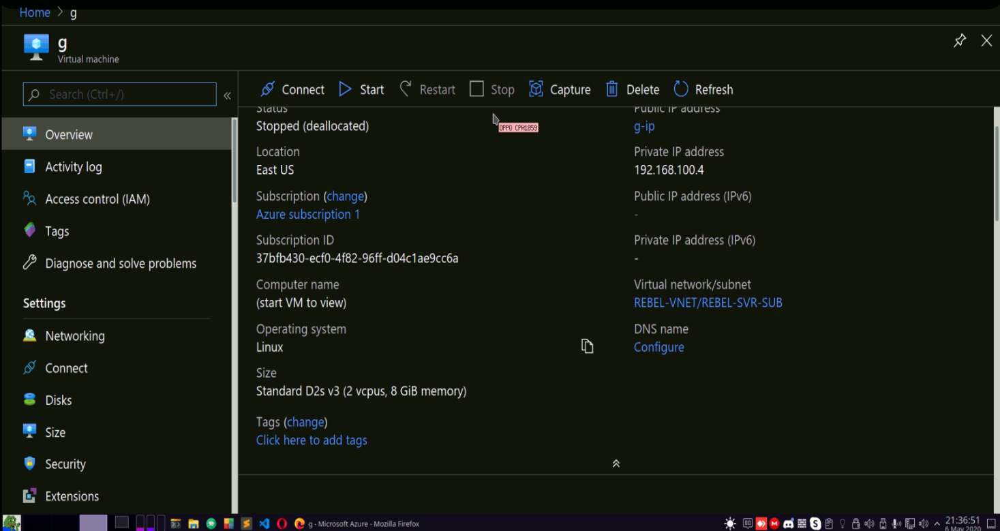 Home > g
g
Virtual machine
Search (Ctrl+/)
«
Connect
Start
Restart
Stop
Capture
Delete
Refresh
Overview
Activity log
Access control (IAM)
Tags
Diagnose and solve problems
Settings
Networking
Connect
Disks
Size
Security
Extensions
Status
Stopped (deallocated)
Location
East US
Subscription (change)
Azure subscription 1
Subscription ID
37bfb430-ecf0-4f82-96ff-d04c1ae9cc6a
Computer name
(start VM to view)
Operating system
Linux
Size
Standard D2s v3 (2 vcpus, 8 GiB memory)
Tags (change)
Click here to add tags
OPPO CPH1859
Public IP address
g-ip
Private IP address
192.168.100.4
Public IP address (IPv6)
-
Private IP address (IPv6)
-
Virtual network/subnet
REBEL-VNET/REBEL-SVR-SUB
DNS name
Configure
g - Microsoft Azure - Mozilla Firefox
21:36:51
6 May 2020